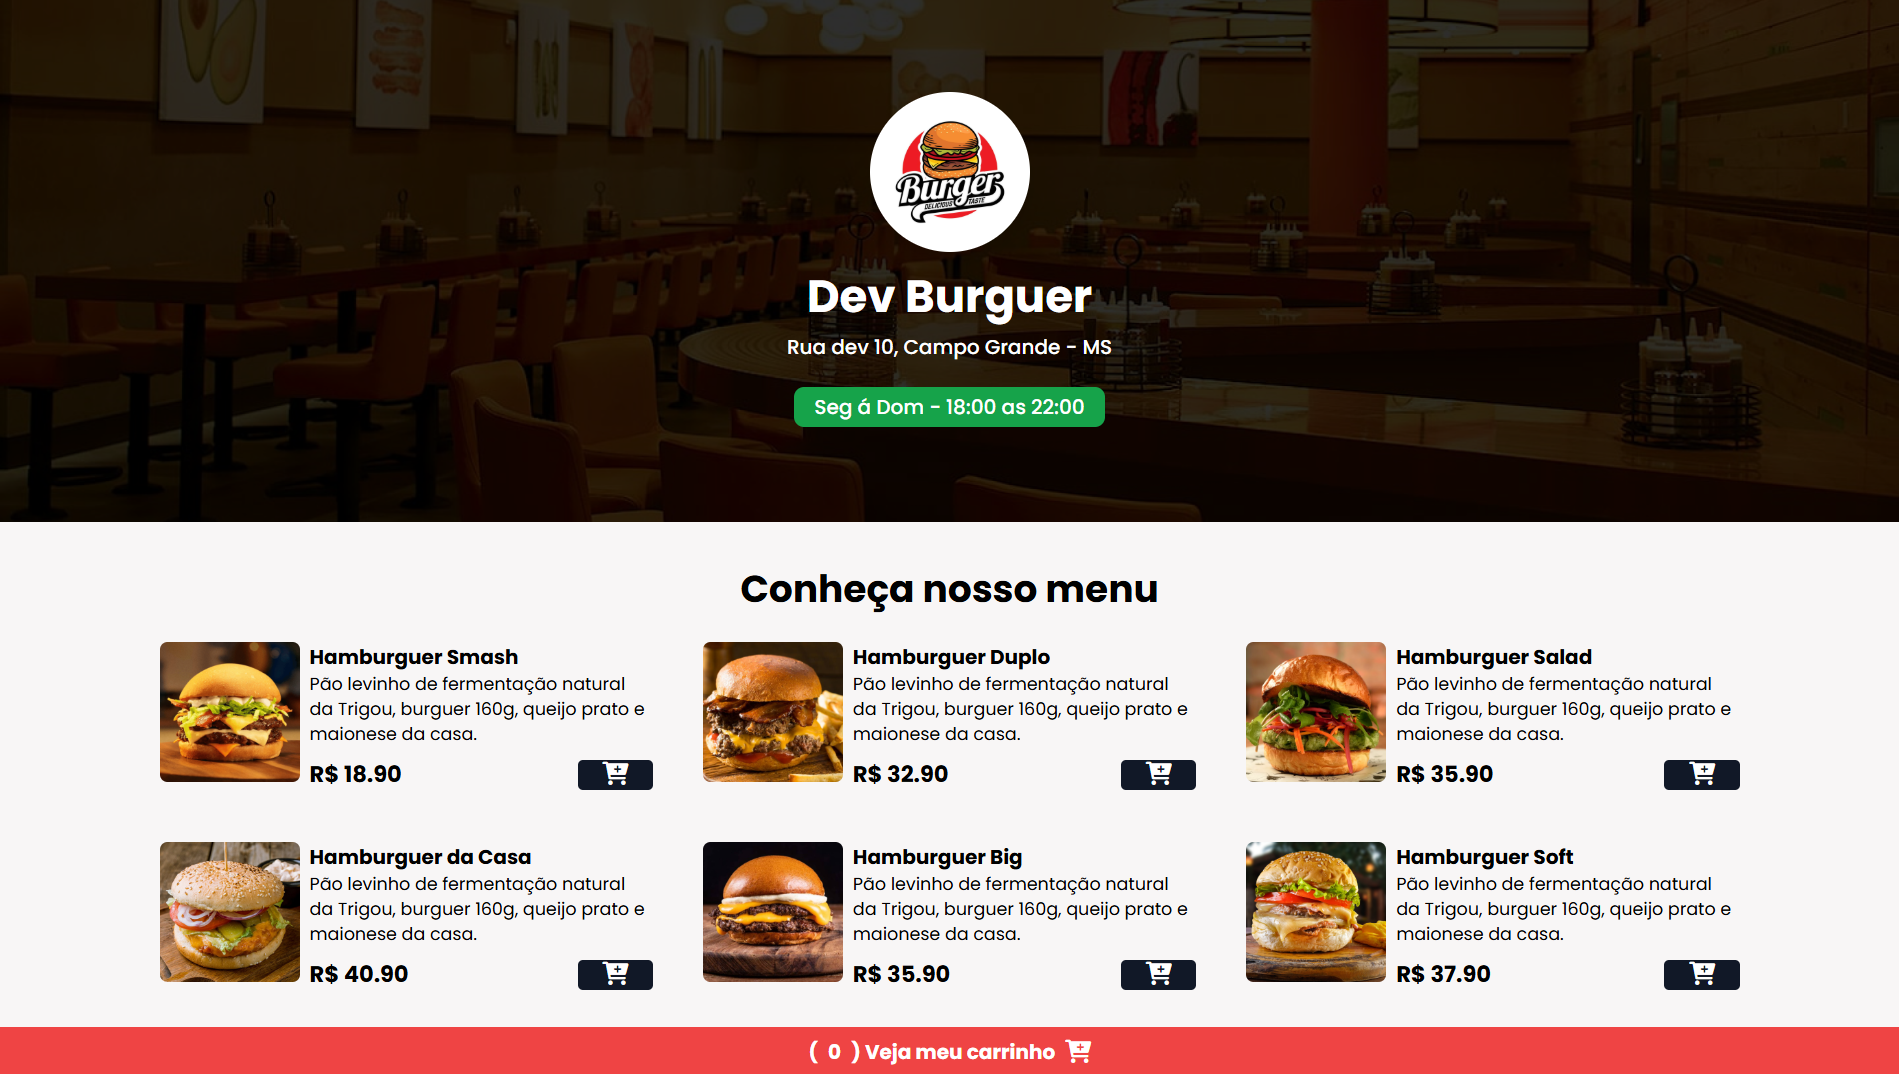 Burger
DELICIOUS TASTE
Dev Burguer
Rua dev 10, Campo Grande - MS
Seg á Dom - 18:00 as 22:00
Conheça nosso menu
Hamburguer Smash
Pão levinho de fermentação natural
da Trigou, burguer 160g, queijo prato e
maionese da casa.
R$ 18.90
Hamburguer Duplo
Pão levinho de fermentação natural
da Trigou, burguer 160g, queijo prato e
maionese da casa.
R$ 32.90
Hamburguer Salad
Pão levinho de fermentação natural
da Trigou, burguer 160g, queijo prato e
maionese da casa.
R$ 35.90
Hamburguer da Casa
Pão levinho de fermentação natural
da Trigou, burguer 160g, queijo prato e
maionese da casa.
R$ 40.90
Hamburguer Big
Pão levinho de fermentação natural
da Trigou, burguer 160g, queijo prato e
maionese da casa.
R$ 35.90
Hamburguer Soft
Pão levinho de fermentação natural
da Trigou, burguer 160g, queijo prato e
maionese da casa.
R$ 37.90
( 0 ) Veja meu carrinho